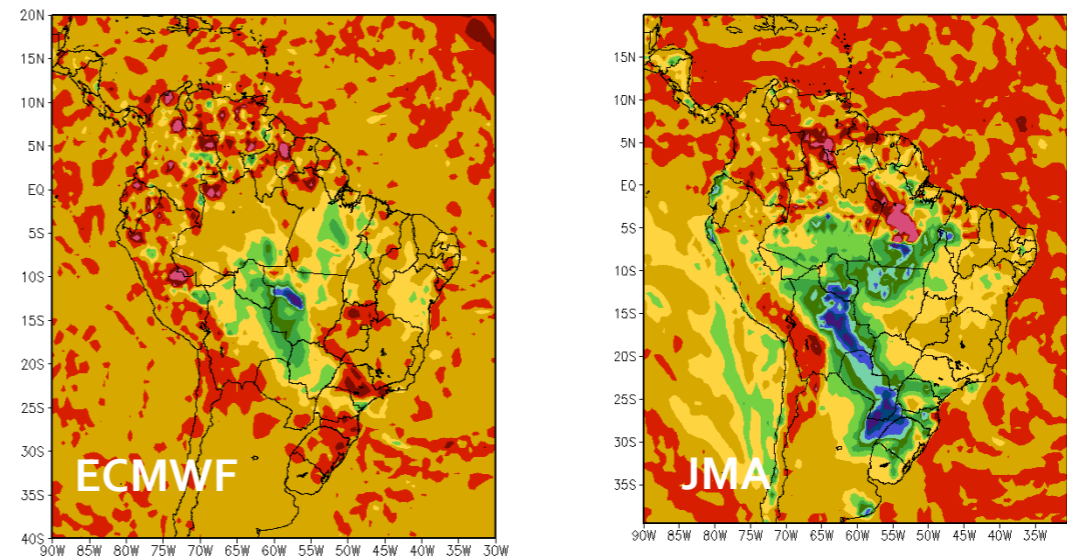 20N
15N
10N
5N
EQ
5S
10S
15S
20S
25S
30S
35S
40S
90W 85W 80W 75W 70W 65W 60W 55W 50W 45W 40W 35W 30W
ECMWF
15N
10N
5N
EQ
5S
10S
15S
20S
25S
30S
35S
90W 85W 80W 75W 70W 65W 60W 55W 50W 45W 40W 35W
JMA